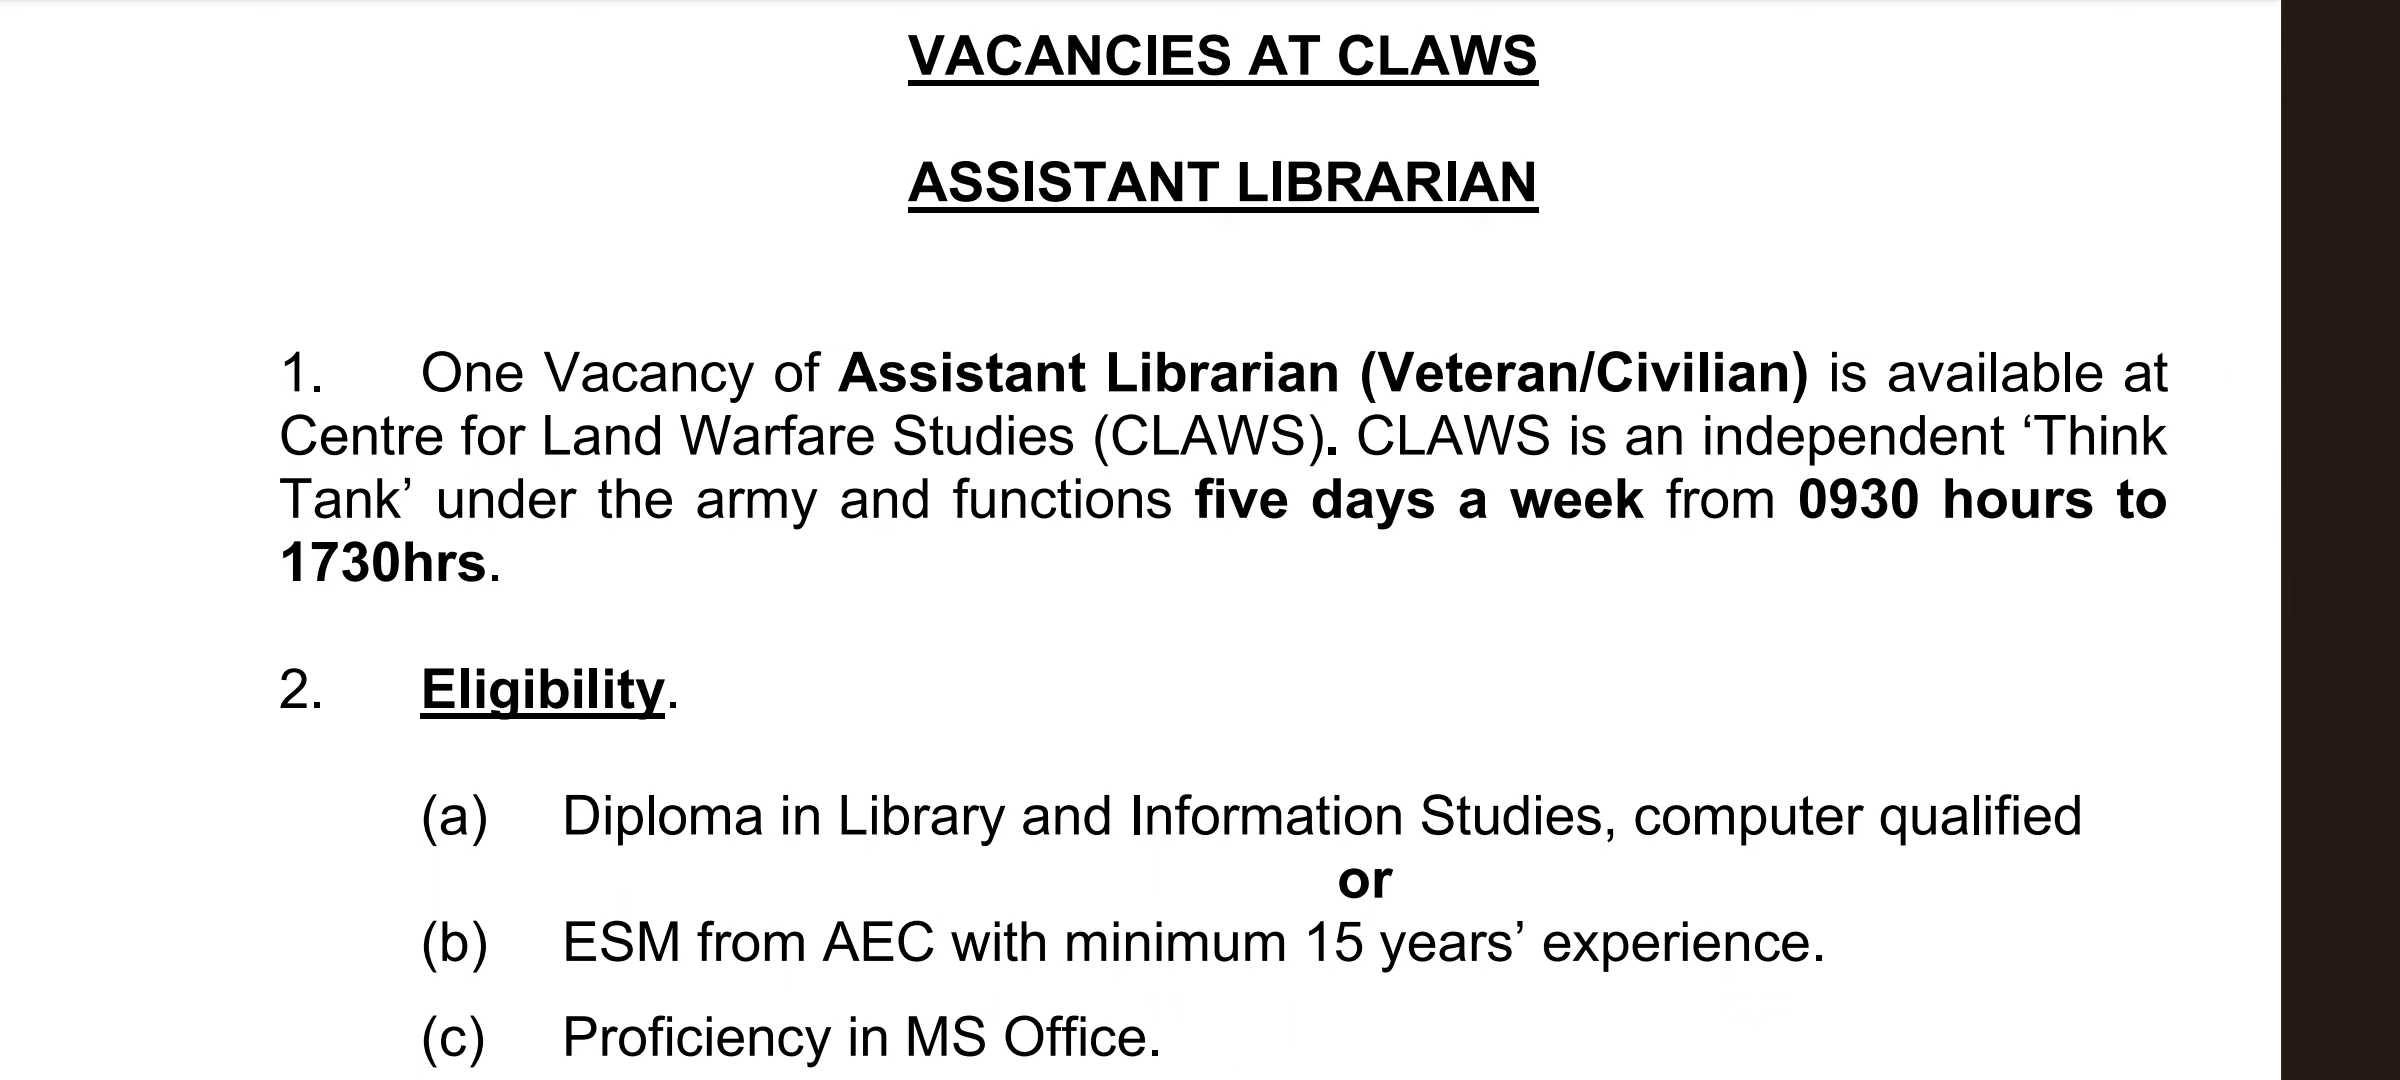 VACANCIES AT CLAWS
ASSISTANT LIBRARIAN
1. One Vacancy of Assistant Librarian (Veteran/Civilian) is available at
Centre for Land Warfare Studies (CLAWS). CLAWS is an independent ‘Think
Tank’ under the army and functions five days a week from 0930 hours to
1730hrs.
2. Eligibility.
(a) Diploma in Library and Information Studies, computer qualified
or
(b) ESM from AEC with minimum 15 years’ experience.
(c) Proficiency in MS Office.